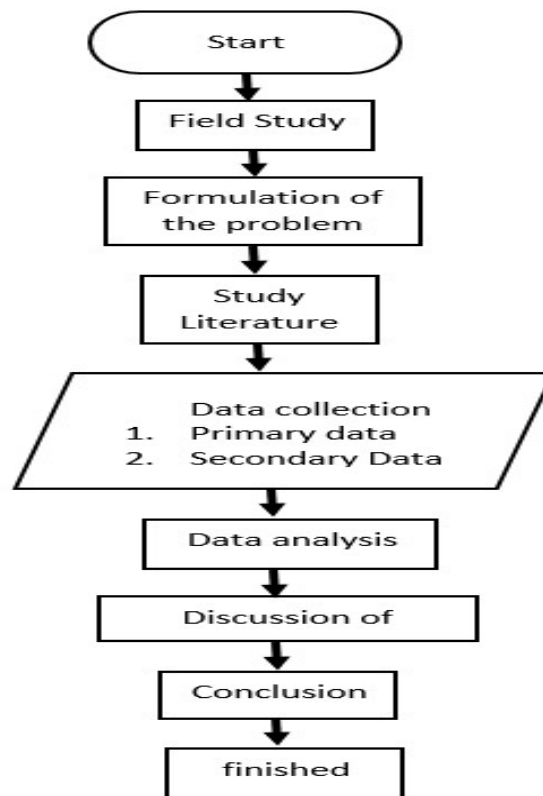 Start
Field Study
Formulation of
the problem
Study
Literature
Data collection
1. Primary data
2. Secondary Data
Data analysis
Discussion of
Conclusion
finished